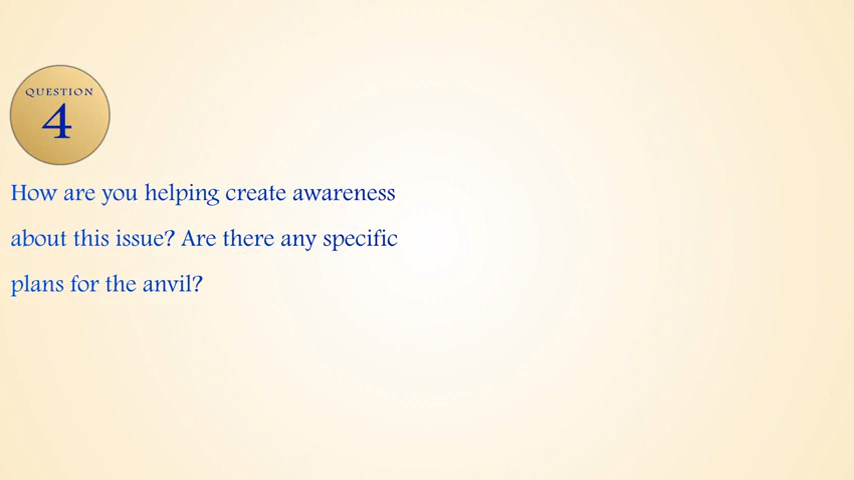 QUESTION
4
How are you helping create awareness
about this issue? Are there any specific
plans for the anvil?